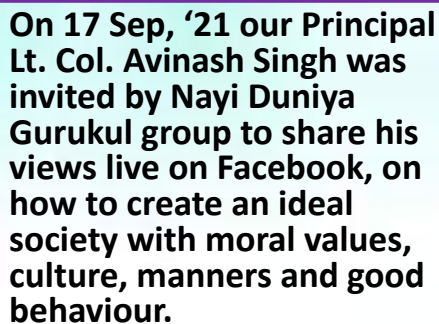 On 17 Sep, ‘21 our Principal
Lt. Col. Avinash Singh was
invited by Nayi Duniya
Gurukul group to share his
views live on Facebook, on
how to create an ideal
society with moral values,
culture, manners and good
behaviour.